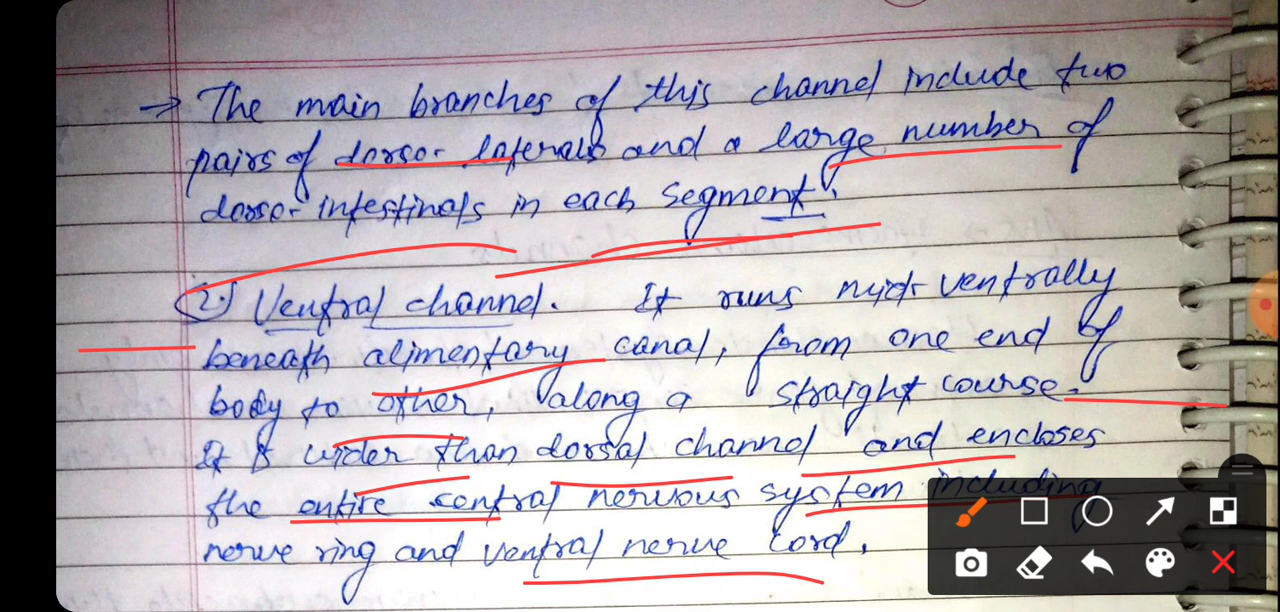 → The main branches of this channel include two
pairs of dorso-laterals and a large number of
dorso-intestinals in each segment.
(2) Ventral channel. It runs mid-ventrally
beneath alimentary canal, from one end of
body to other, along a straight course.
It is wider than dorsal channel and encloses
the entire central nervous system including
nerve ring and ventral nerve cord.